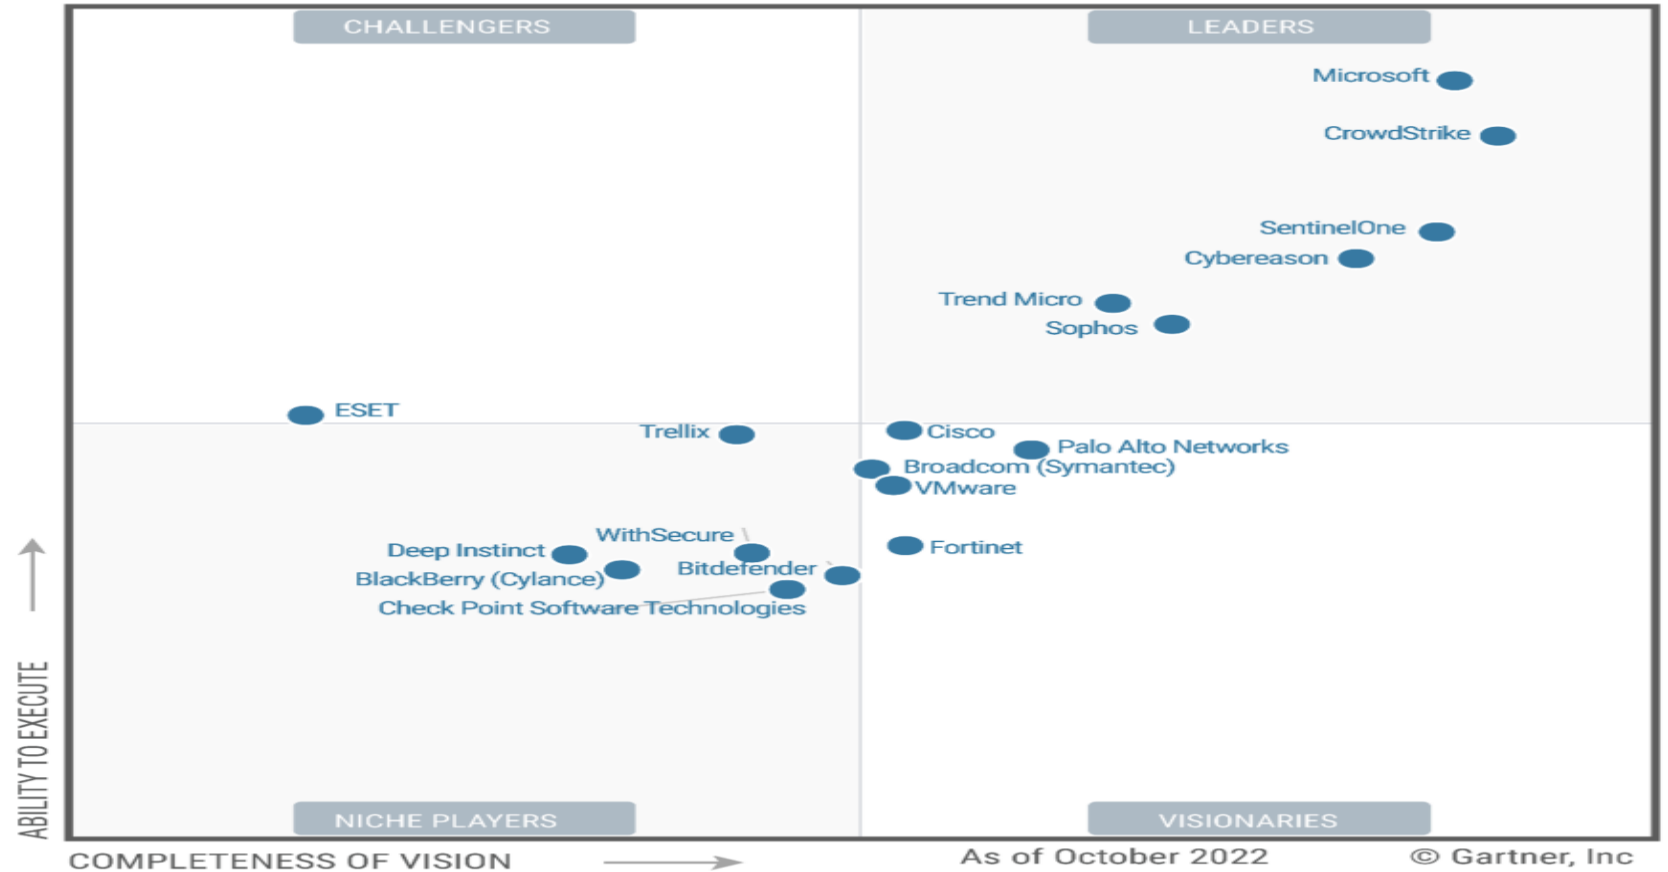 CHALLENGERS
LEADERS
Microsoft
CrowdStrike
SentinelOne
Cybereason
Trend Micro
Sophos
ESET
Trellix
Cisco
Palo Alto Networks
Broadcom (Symantec)
VMware
WithSecure
Deep Instinct
Fortinet
Bitdefender
BlackBerry (Cylance)
Check Point Software Technologies
ABILITY TO EXECUTE
NICHE PLAYERS
VISIONARIES
COMPLETENESS OF VISION
As of October 2022
© Gartner, Inc